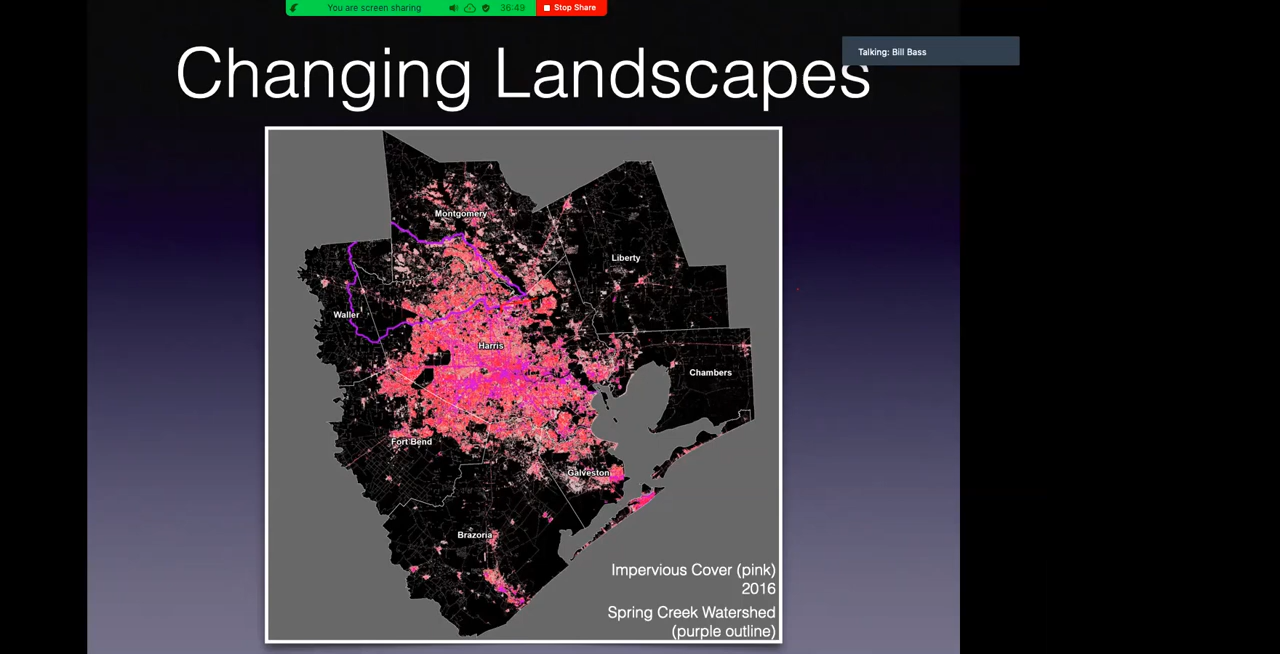 You are screen sharing 36:49 Stop Share
Talking: Bill Bass
Changing Landscapes
Montgomery
Liberty
Waller
Harris
Chambers
Fort Bend
Galveston
Brazoria
Impervious Cover (pink)
2016
Spring Creek Watershed
(purple outline)